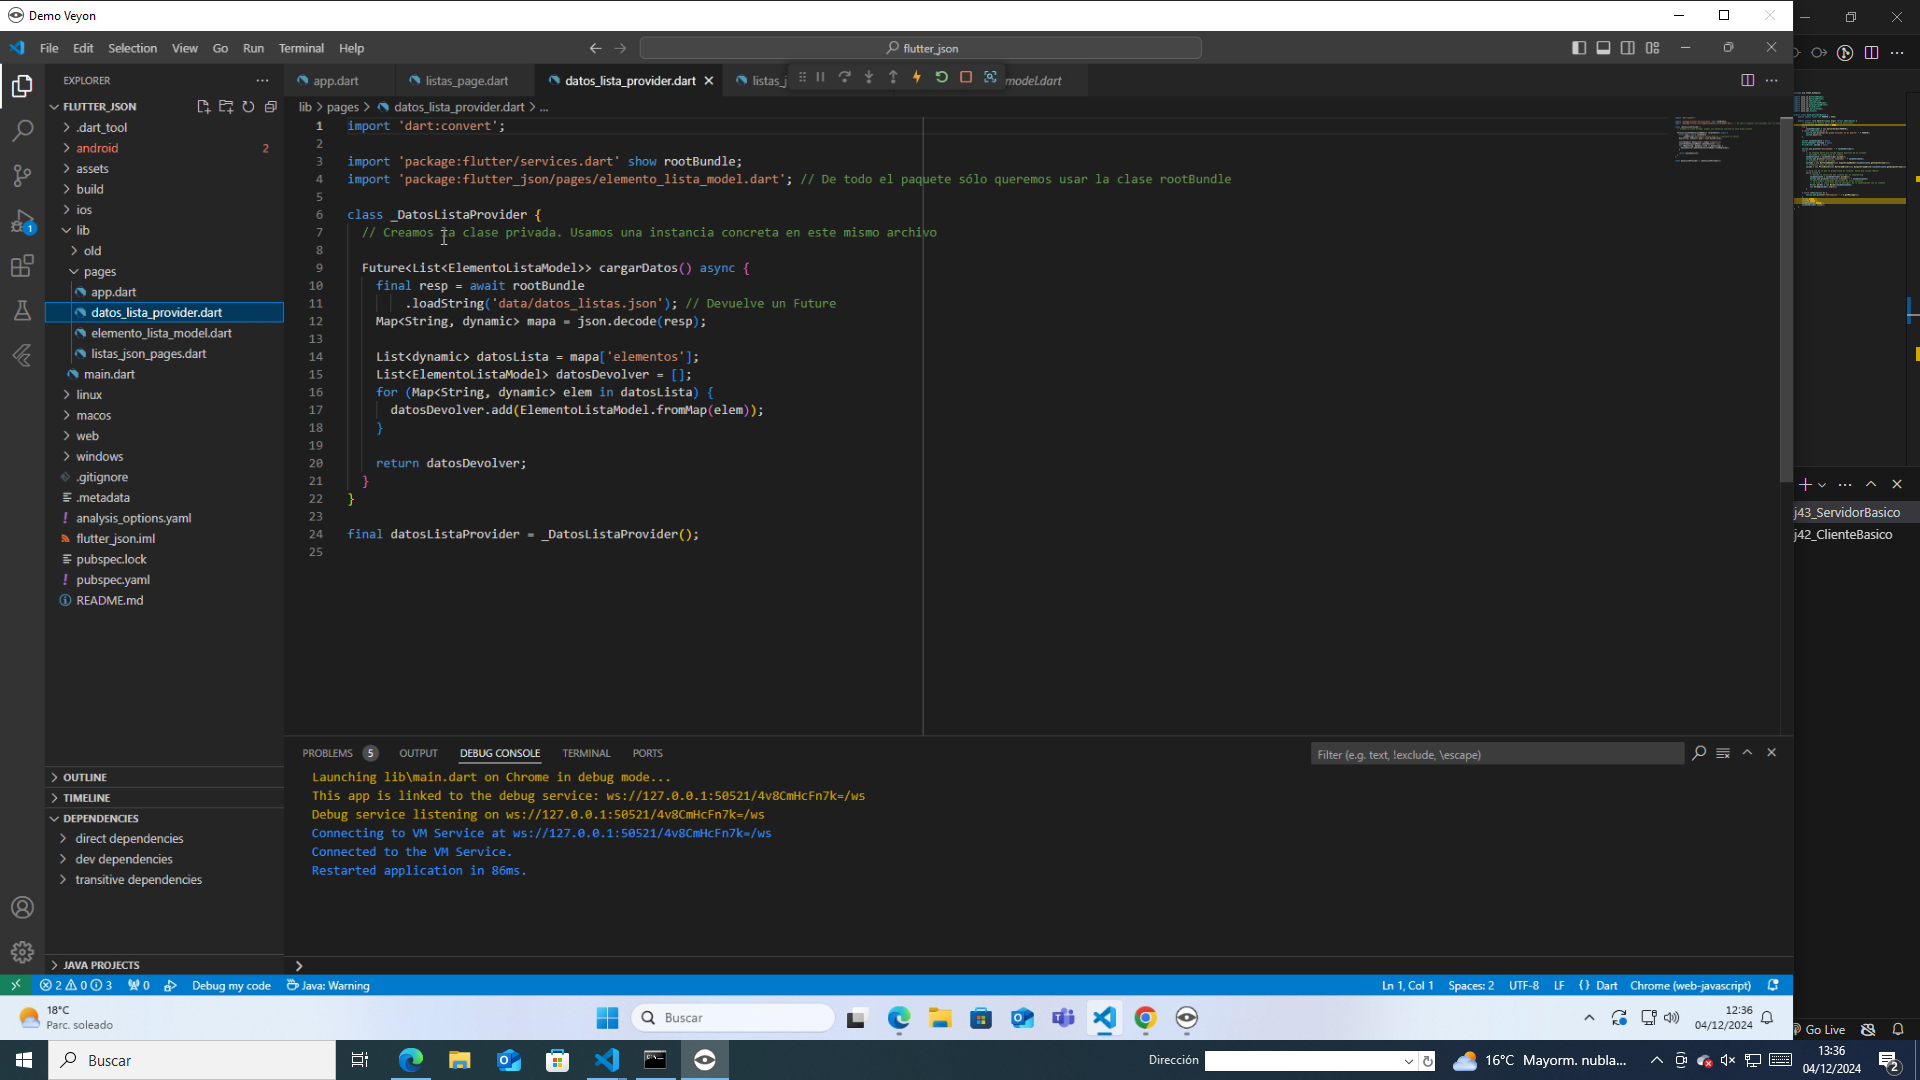 Demo Veyon
File Edit Selection View Go Run Terminal Help
flutter_json
EXPLORER
app.dart
listas_page.dart
datos_lista_provider.dart
listas_j
model.dart
FLUTTER_JSON
lib > pages > datos_lista_provider.dart > ...
.dart_tool
android 2
assets
build
ios
lib
old
pages
app.dart
datos_lista_provider.dart
elemento_lista_model.dart
listas_json_pages.dart
main.dart
linux
macos
web
windows
.gitignore
.metadata
analysis_options.yaml
flutter_json.iml
pubspec.lock
pubspec.yaml
README.md
OUTLINE
TIMELINE
DEPENDENCIES
direct dependencies
dev dependencies
transitive dependencies
JAVA PROJECTS
1 import 'dart:convert';
2
3 import 'package:flutter/services.dart' show rootBundle;
4 import 'package:flutter_json/pages/elemento_lista_model.dart'; // De todo el paquete sólo queremos usar la clase rootBundle
5
6 class _DatosListaProvider {
7 // Creamos la clase privada. Usamos una instancia concreta en este mismo archivo
8
9 Future<List<ElementoListaModel>> cargarDatos() async {
10 final resp = await rootBundle
11 .loadString('data/datos_listas.json'); // Devuelve un Future
12 Map<String, dynamic> mapa = json.decode(resp);
13
14 List<dynamic> datosLista = mapa['elementos'];
15 List<ElementoListaModel> datosDevolver = [];
16 for (Map<String, dynamic> elem in datosLista) {
17 datosDevolver.add(ElementoListaModel.fromMap(elem));
18 }
19
20 return datosDevolver;
21 }
22 }
23
24 final datosListaProvider = _DatosListaProvider();
25
j43_ServidorBasico
j42_ClienteBasico
PROBLEMS 5 OUTPUT DEBUG CONSOLE TERMINAL PORTS
Filter (e.g. text, !exclude, \escape)
Launching lib\main.dart on Chrome in debug mode...
This app is linked to the debug service: ws://127.0.0.1:50521/4v8CmHcFn7k=/ws
Debug service listening on ws://127.0.0.1:50521/4v8CmHcFn7k=/ws
Connecting to VM Service at ws://127.0.0.1:50521/4v8CmHcFn7k=/ws
Connected to the VM Service.
Restarted application in 86ms.
2 0 3 0 Debug my code Java: Warning
Ln 1, Col 1 Spaces: 2 UTF-8 LF {} Dart Chrome (web-javascript)
18°C
Parc. soleado
Buscar
12:36
04/12/2024
Go Live
Buscar
Dirección
16°C Mayorm. nubla...
13:36
04/12/2024
2